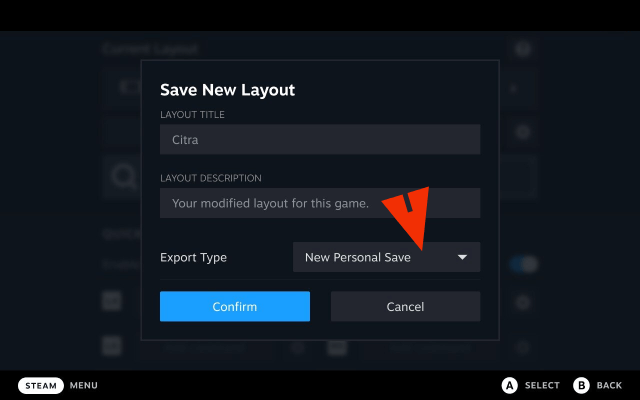 Current Layout
Save New Layout
LAYOUT TITLE
Citra
LAYOUT DESCRIPTION
Your modified layout for this game.
Export Type
New Personal Save
Confirm
Cancel
STEAM MENU
A SELECT B BACK